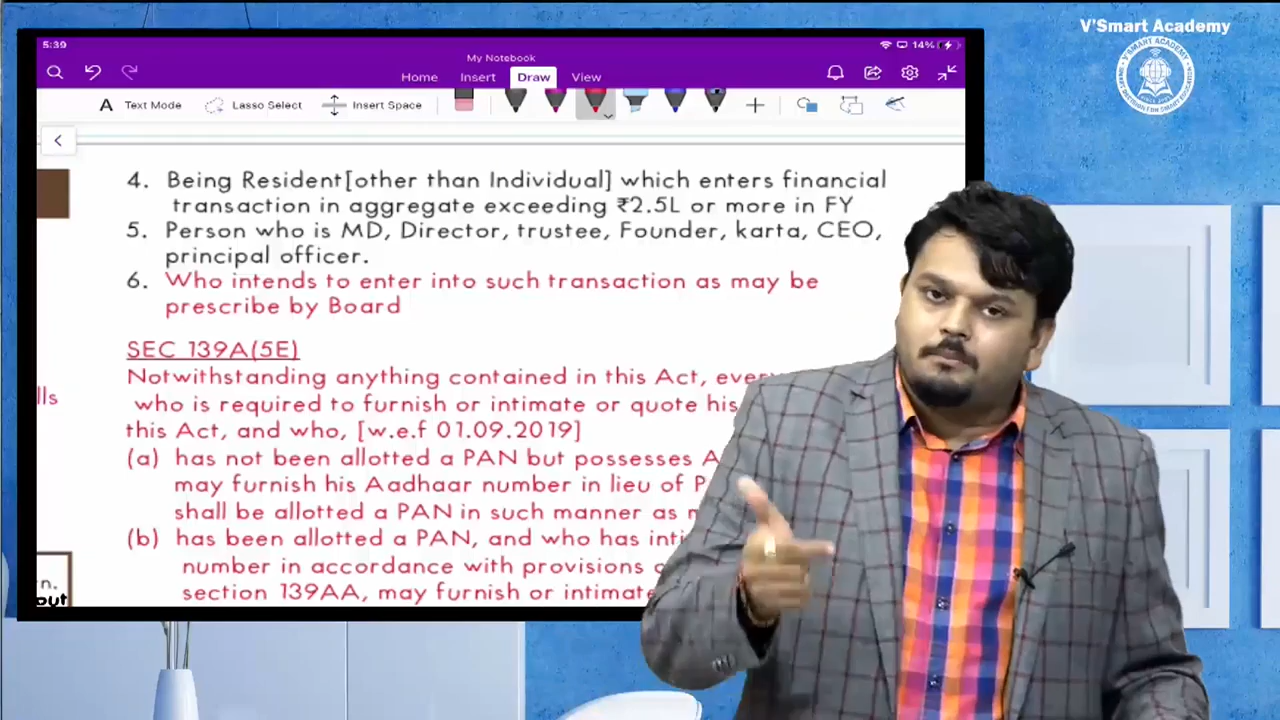 V'Smart Academy
5:39
14%
My Notebook
Home Insert Draw View
A Text Mode Lasso Select Insert Space
4. Being Resident[other than Individual] which enters financial
transaction in aggregate exceeding ₹2.5L or more in FY
5. Person who is MD, Director, trustee, Founder, karta, CEO,
principal officer.
6. Who intends to enter into such transaction as may be
prescribe by Board
SEC 139A(5E)
Notwithstanding anything contained in this Act,
lls
who is required to furnish or intimate or quote his
this Act, and who, [w.e.f 01.09.2019]
(a) has not been allotted a PAN but possesses
may furnish his Aadhaar number in lieu of
shall be allotted a PAN in such manner as
(b) has been allotted a PAN, and who has
number in accordance with provisions
section 139AA, may furnish or intimate